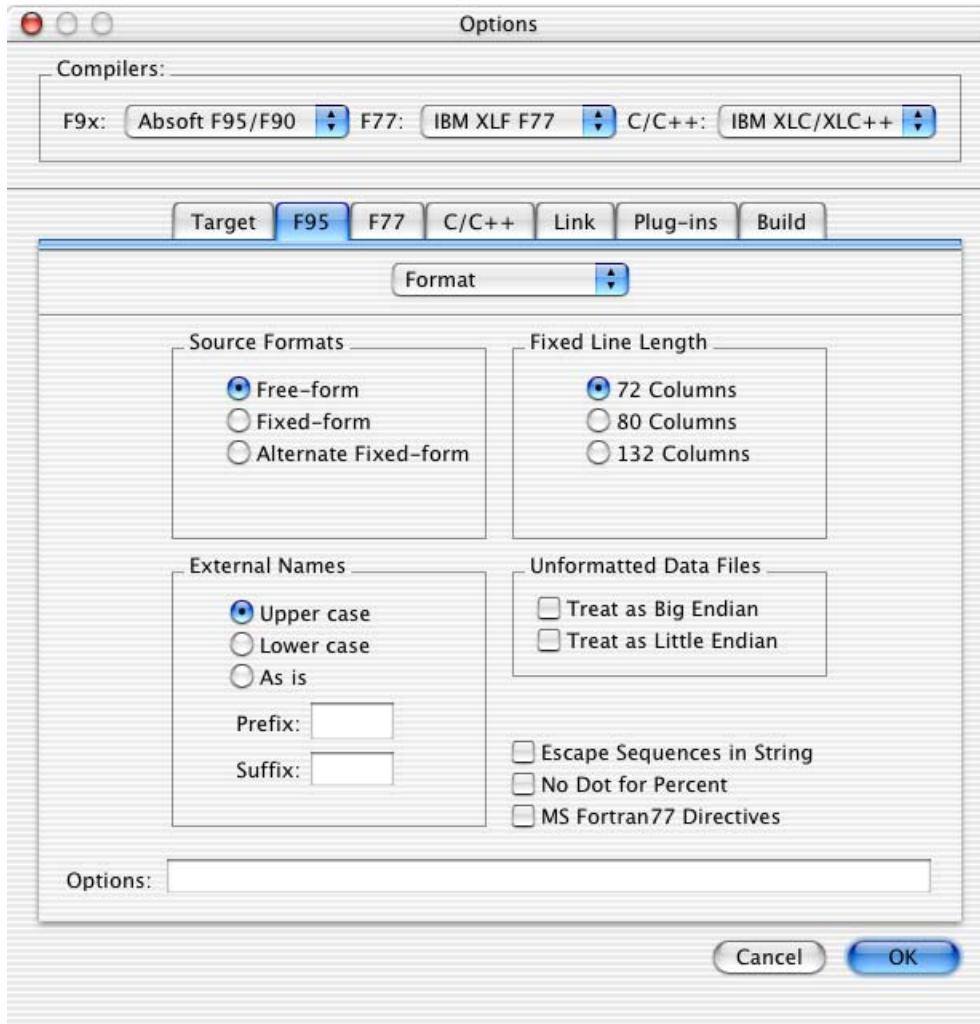 Options
Compilers:
F9x: Absoft F95/F90 F77: IBM XLF F77 C/C++: IBM XLC/XLC++
Target F95 F77 C/C++ Link Plug-ins Build
Format
Source Formats
Free-form
Fixed-form
Alternate Fixed-form
Fixed Line Length
72 Columns
80 Columns
132 Columns
External Names
Upper case
Lower case
As is
Prefix:
Suffix:
Unformatted Data Files
Treat as Big Endian
Treat as Little Endian
Escape Sequences in String
No Dot for Percent
MS Fortran77 Directives
Options:
Cancel OK